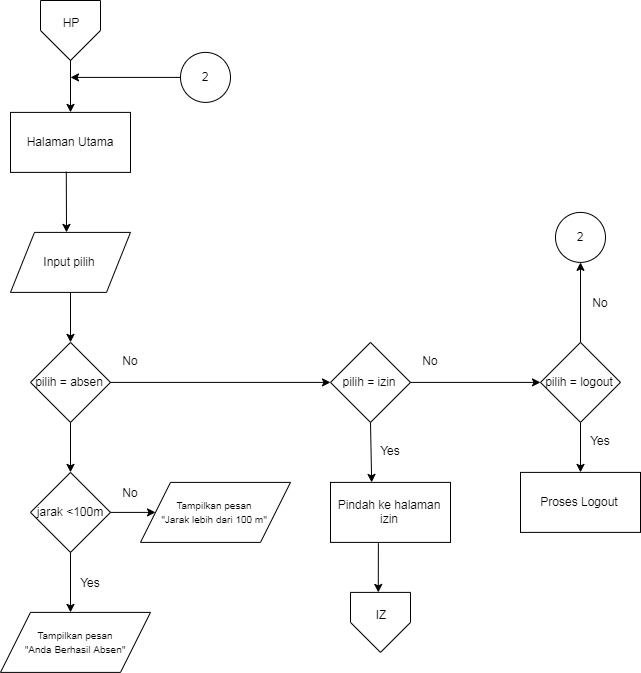 HP
2
Halaman Utama
Input pilih
2
No
pilih = absen
No
pilih = izin
No
pilih = logout
Yes
Yes
jarak <100m
No
Tampilkan pesan
"Jarak lebih dari 100 m"
Pindah ke halaman
izin
Proses Logout
Yes
IZ
Tampilkan pesan
"Anda Berhasil Absen"